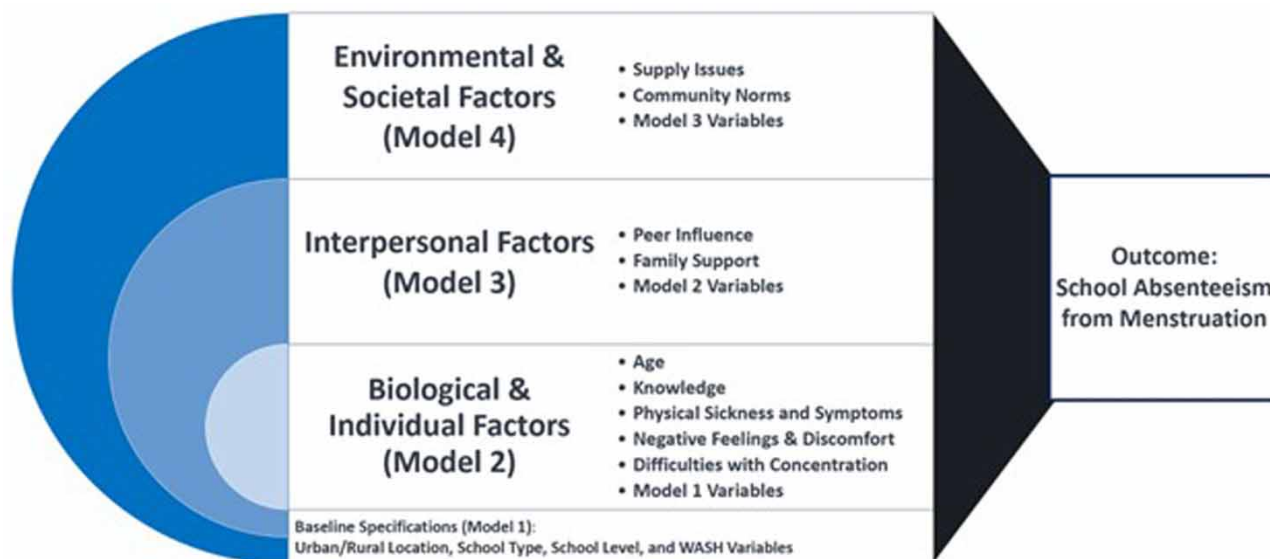 Environmental &
Societal Factors
(Model 4)
• Supply Issues
• Community Norms
• Model 3 Variables
Interpersonal Factors
(Model 3)
• Peer Influence
• Family Support
• Model 2 Variables
Biological &
Individual Factors
(Model 2)
• Age
• Knowledge
• Physical Sickness and Symptoms
• Negative Feelings & Discomfort
• Difficulties with Concentration
• Model 1 Variables
Baseline Specifications (Model 1):
Urban/Rural Location, School Type, School Level, and WASH Variables
Outcome:
School Absenteeism
from Menstruation